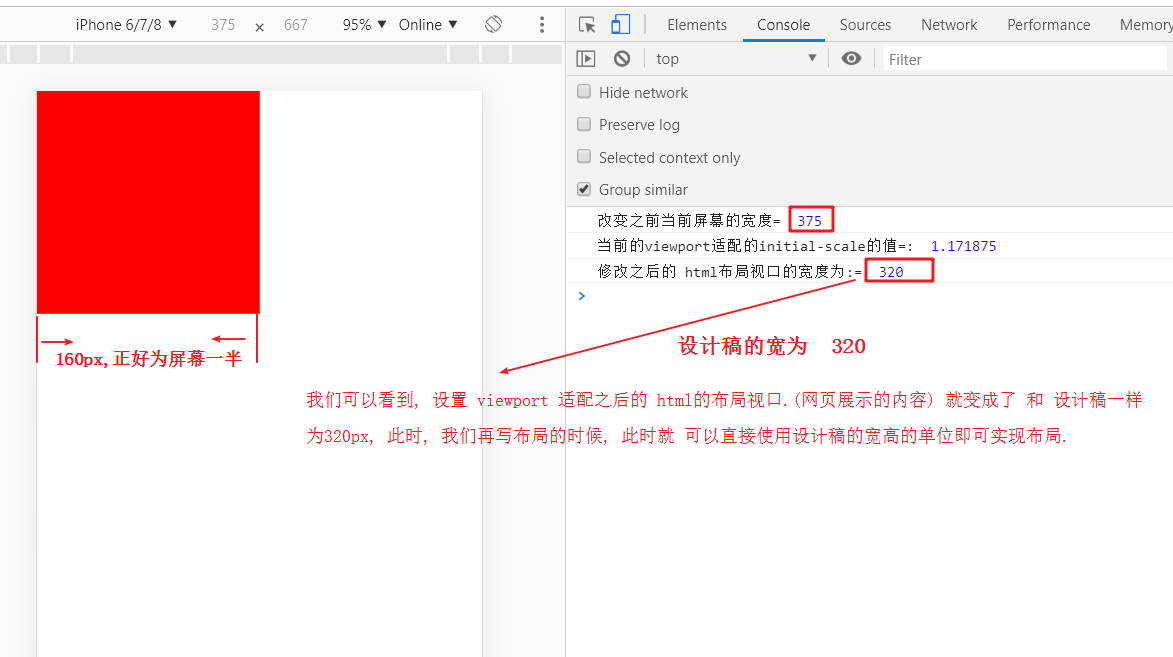 iPhone 6/7/8 ▼ 375 × 667 95% ▼ Online ▼
Elements Console Sources Network Performance Memory
top ▼ Filter
Hide network
Preserve log
Selected context only
Group similar
改变之前当前屏幕的宽度= 375
当前的viewport适配的initial-scale的值=: 1.171875
修改之后的 html布局视口的宽度为:= 320
160px,正好为屏幕一半
设计稿的宽为 320
我们可以看到, 设置 viewport 适配之后的 html的布局视口.(网页展示的内容) 就变成了 和 设计稿一样
为320px, 此时, 我们再写布局的时候, 此时就 可以直接使用设计稿的宽高的单位即可实现布局.